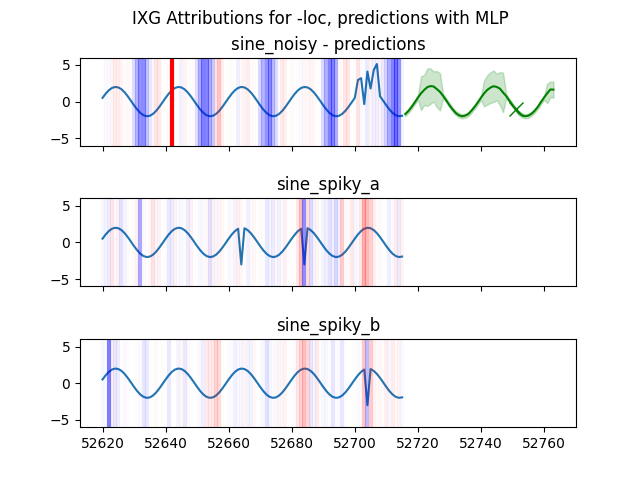 IXG Attributions for -loc, predictions with MLP
sine_noisy - predictions
5
0
−5
sine_spiky_a
5
0
−5
sine_spiky_b
5
0
−5
52620 52640 52660 52680 52700 52720 52740 52760